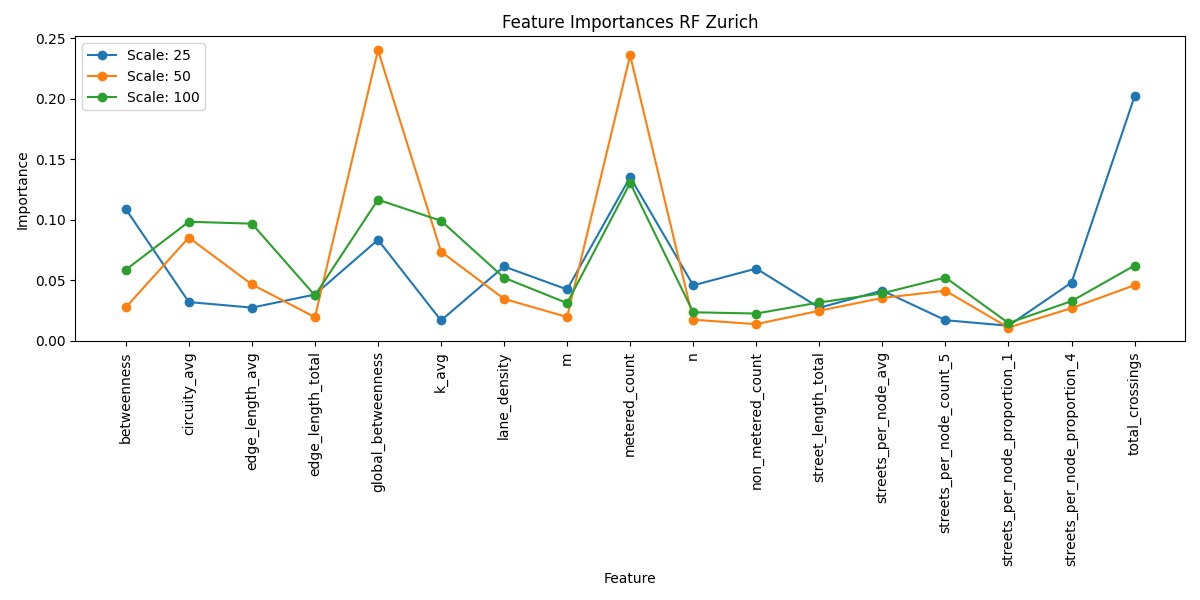 Feature Importances RF Zurich
Scale: 25
Scale: 50
Scale: 100
Importance
0.25
0.20
0.15
0.10
0.05
0.00
betweenness
circuity_avg
edge_length_avg
edge_length_total
global_betweenness
k_avg
lane_density
m
metered_count
n
non_metered_count
street_length_total
streets_per_node_avg
streets_per_node_count_5
streets_per_node_proportion_1
streets_per_node_proportion_4
total_crossings
Feature